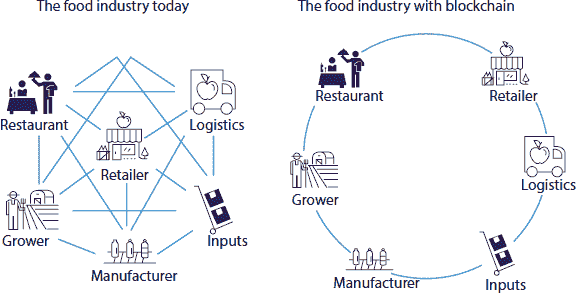 The food industry today
The food industry with blockchain
Restaurant
Logistics
Retailer
Grower
Inputs
Manufacturer
Restaurant
Retailer
Logistics
Grower
Inputs
Manufacturer